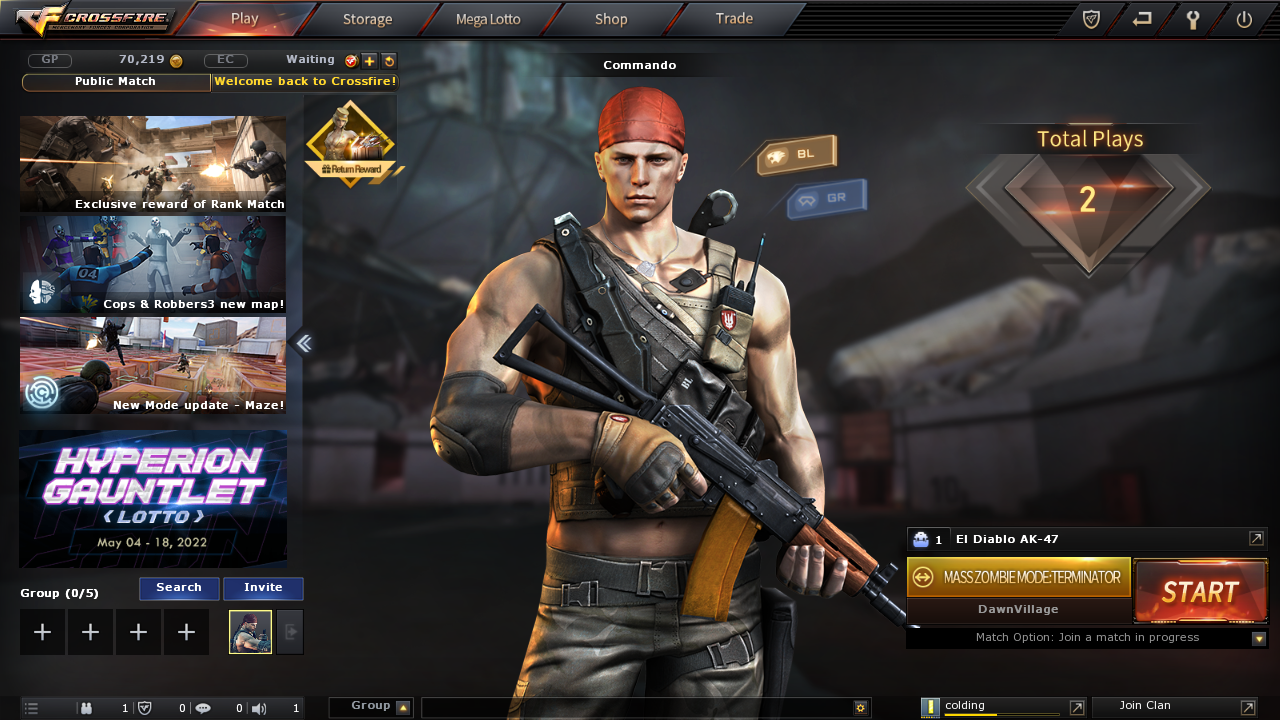 CROSSFIRE
Play
Storage
Mega Lotto
Shop
Trade
GP
70,219
EC
Waiting
Public Match
Welcome back to Crossfire!
Commando
Return Reward
BL
GR
Total Plays
2
Exclusive reward of Rank Match
04
Cops & Robbers3 new map!
New Mode update - Maze!
BL
HYPERION
GAUNTLET
‹ LOTTO ›
May 04 - 18, 2022
1 El Diablo AK-47
MASS ZOMBIE MODE:TERMINATOR
START
DawnVillage
Match Option: Join a match in progress
Group (0/5)
Search
Invite
1
0
0
1
Group
colding
Join Clan